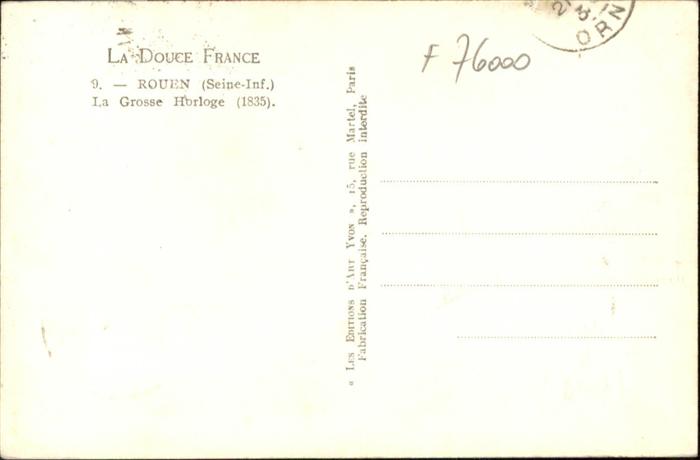 LA DOUCE FRANCE
9. — ROUEN (Seine-Inf.)
La Grosse Horloge (1835).
« LES EDITIONS D'ART YVON », 15, rue Martel, Paris
Fabrication Française. Reproduction interdite
F 76000
ORN